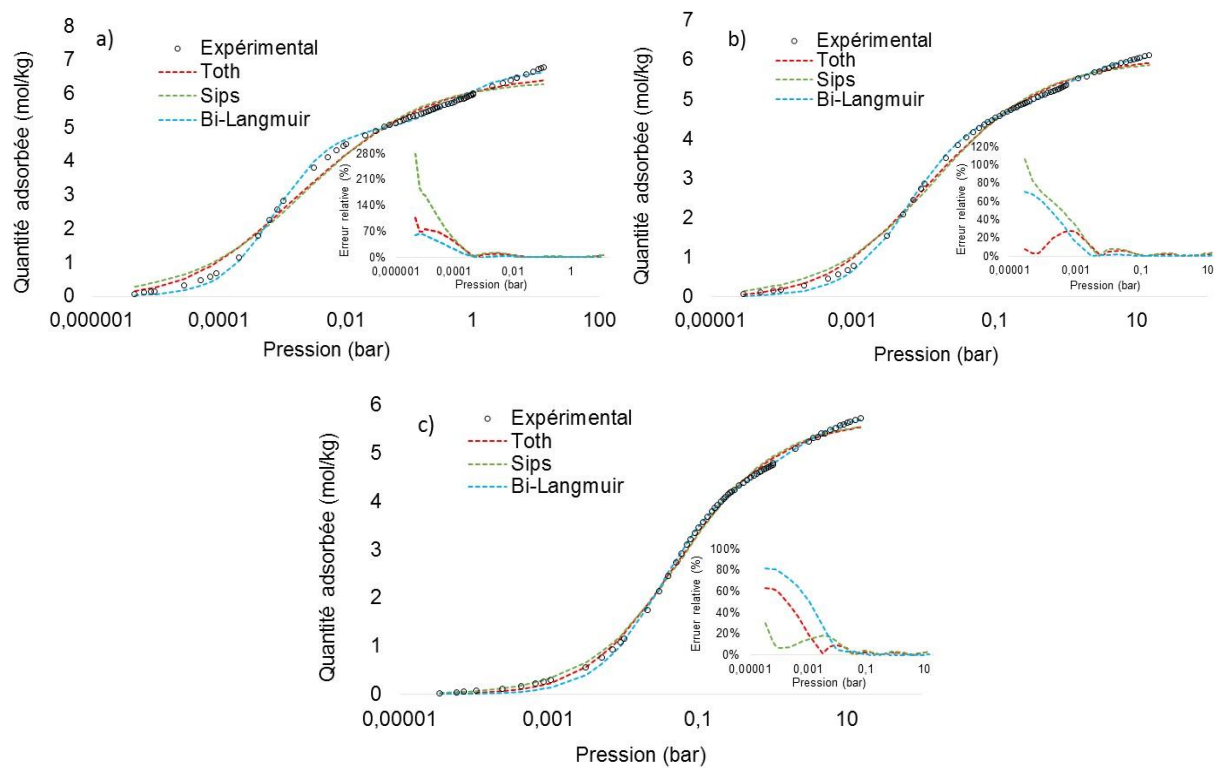 a)
Quantité adsorbée (mol/kg)
8
7
6
5
4
3
2
1
0
Expérimental
Toth
Sips
Bi-Langmuir
0,000001
0,0001
0,01
1
100
Pression (bar)
Erreur relative (%)
280%
210%
140%
70%
0%
0,000001
0,0001
0,01
1
Pression (bar)
b)
Quantité adsorbée (mol/kg)
7
6
5
4
3
2
1
0
Expérimental
Toth
Sips
Bi-Langmuir
0,00001
0,001
0,1
10
Pression (bar)
Erreur relative (%)
120%
100%
80%
60%
40%
20%
0%
0,00001
0,001
0,1
10
Pression (bar)
c)
Quantité adsorbée (mol/kg)
6
5
4
3
2
1
0
Expérimental
Toth
Sips
Bi-Langmuir
0,00001
0,001
0,1
10
Pression (bar)
Erruer relative (%)
100%
80%
60%
40%
20%
0%
0,00001
0,001
0,1
10
Pression (bar)